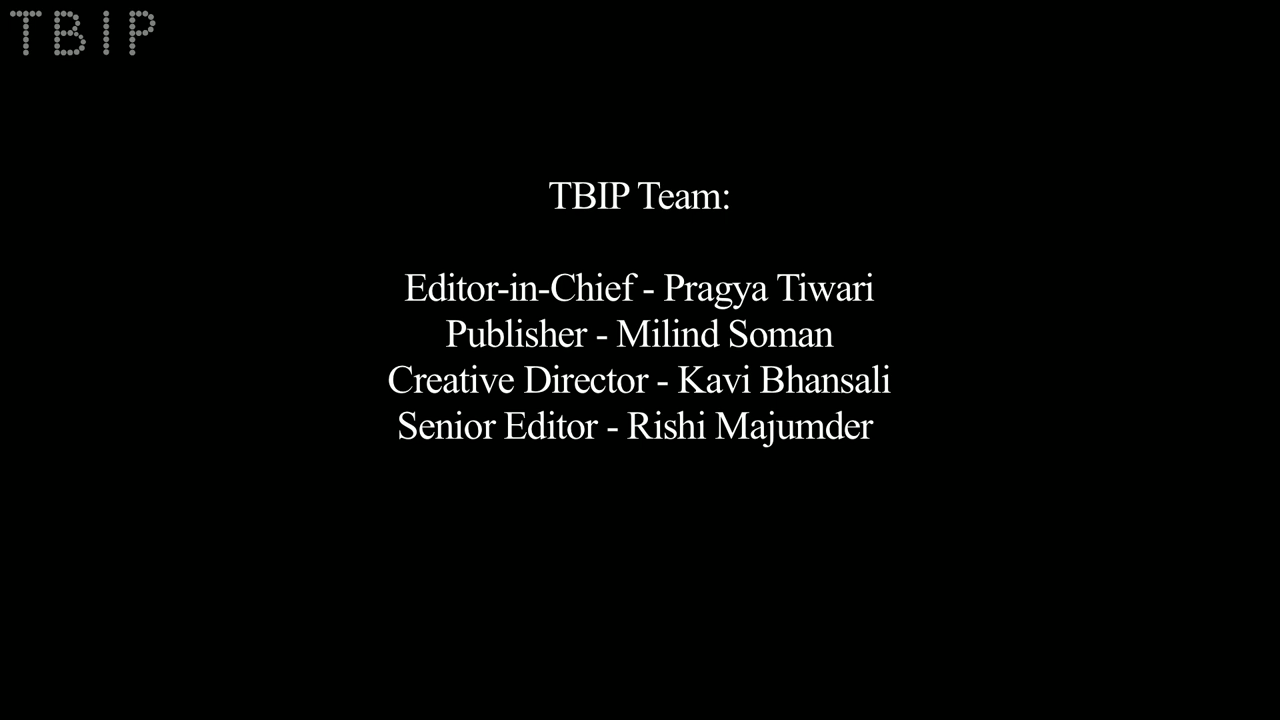 TBIP
TBIP Team:
Editor-in-Chief - Pragya Tiwari
Publisher - Milind Soman
Creative Director - Kavi Bhansali
Senior Editor - Rishi Majumder